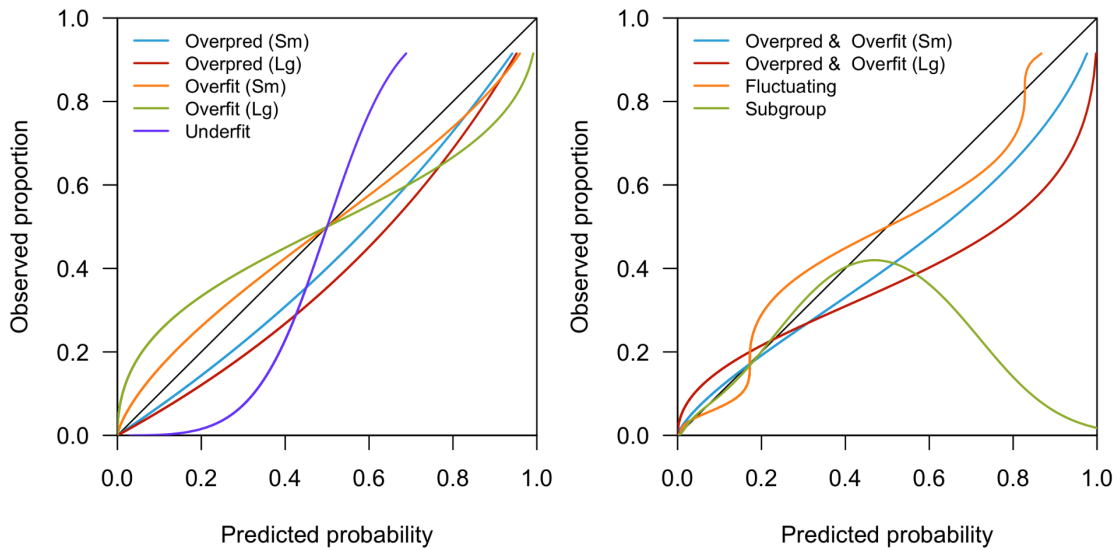 Overpred (Sm)
Overpred (Lg)
Overfit (Sm)
Overfit (Lg)
Underfit
1.0
0.8
0.6
0.4
0.2
0.0
Observed proportion
0.0 0.2 0.4 0.6 0.8 1.0
Predicted probability
Overpred & Overfit (Sm)
Overpred & Overfit (Lg)
Fluctuating
Subgroup
1.0
0.8
0.6
0.4
0.2
0.0
Observed proportion
0.0 0.2 0.4 0.6 0.8 1.0
Predicted probability